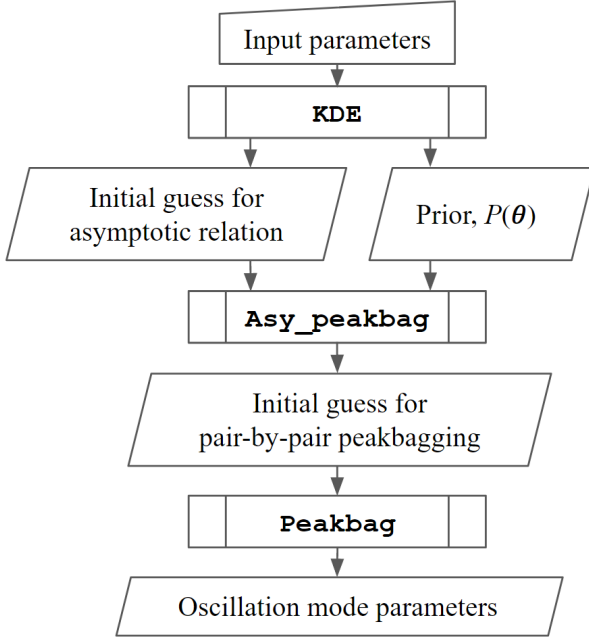 Input parameters
KDE
Initial guess for
asymptotic relation
Prior, P(θ)
Asy_peakbag
Initial guess for
pair-by-pair peakbagging
Peakbag
Oscillation mode parameters